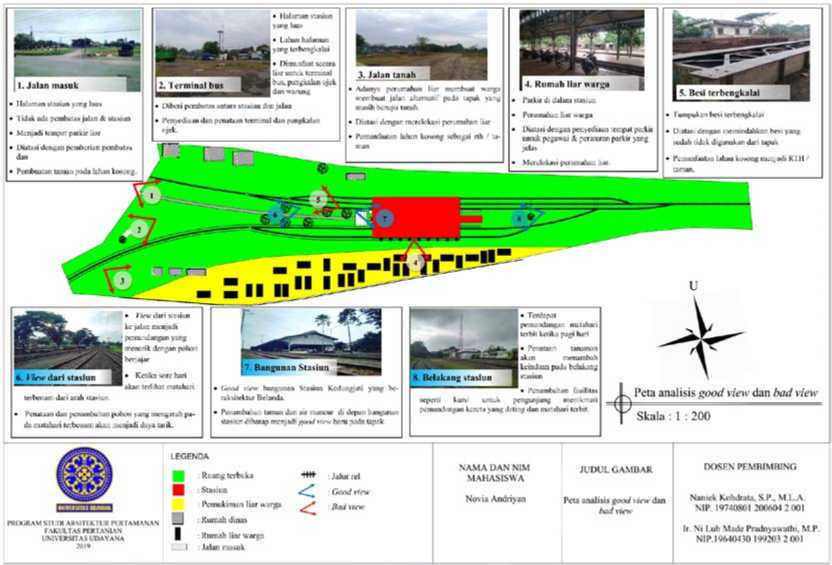 1. Jalan masuk
• Halaman stasiun yang luas
• Tidak ada pembatas jalan & stasiun
• Menjadi tempat parkir liar
• Diatasi dengan pemberian pembatas
dan
• Pembuatan taman pada lahan kosong.
2. Terminal bus
• Halaman stasiun
yang luas
• Lahan halaman
yang terbengkalai
• Dimanfaat secara
liar untuk terminal
bus, pangkalan ojek
dan warung
• Diberi pembatas antara stasiun dan jalan
• Penyediaan dan penataan terminal dan pangkalan
ojek.
3. Jalan tanah
• Adanya perumahan liar membuat warga
membuat jalan alternatif pada tapak yang
masih berupa tanah.
• Diatasi dengan merelokasi perumahan liar.
• Pemanfaatan lahan kosong sebagai rth / ta-
man
4. Rumah liar warga
• Parkir di dalam stasiun
• Perumahan liar warga
• Diatasi dengan penyediaan tempat parkir
untuk pegawai & peraturan parkir yang
jelas
• Merelokasi perumahan liar.
5. Besi terbengkalai
• Tumpukan besi terbengkalai
• Diatasi dengan memindahkan besi yang
sudah tidak digunakan dari tapak
• Pemanfaatan lahan kosong menjadi RTH /
taman.
1
2
3
4
5
6
7
8
6. View dari stasiun
• View dari stasiun
ke jalan menjadi
pemandangan yang
menarik dengan pohon
berjajar
• Ketika sore hari
akan terlihat matahari
terbenam dari arah stasiun.
• Penataan dan penambahan pohon yang mengarah pa-
da matahari terbenam akan menjadi daya tarik.
7. Bangunan Stasiun
• Good view bangunan Stasiun Kedungjati yang be-
rarsitektur Belanda.
• Penambahan taman dan air mancur di depan bangunan
stasiun diharap menjadi good view baru pada tapak
8. Belakang stasiun
• Terdapat
pemandangan matahari
terbit ketika pagi hari
• Penataan tanaman
akan menambah
keindaan pada belakang
stasiun
• Penambahan fasilitas
seperti kursi untuk pengunjung menikmati
pemandangan kereta yang datang dan matahari terbit.
U
Peta analisis good view dan bad view
Skala : 1 : 200
UNIVERSITAS UDAYANA
PROGRAM STUDI ARSITEKTUR PERTAMANAN
FAKULTAS PERTANIAN
UNIVERSITAS UDAYANA
2019
LEGENDA
: Ruang terbuka
: Stasiun
: Pemukiman liar warga
: Rumah dinas
: Rumah liar warga
: Jalan masuk
: Jalur rel
: Good view
: Bad view
NAMA DAN NIM
MAHASISWA
Novia Andriyan
JUDUL GAMBAR
Peta analisis good view dan
bad view
DOSEN PEMBIMBING
Naniek Kohdrata, S.P., M.L.A.
NIP. 19740801 200604 2 001
Ir. Ni Luh Made Pradnyawathi, M.P.
NIP.19640430 199203 2 001